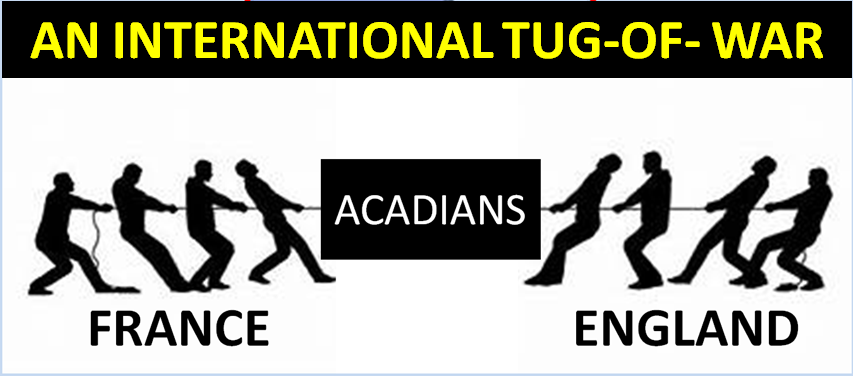 AN INTERNATIONAL TUG-OF- WAR
ACADIANS
FRANCE
ENGLAND